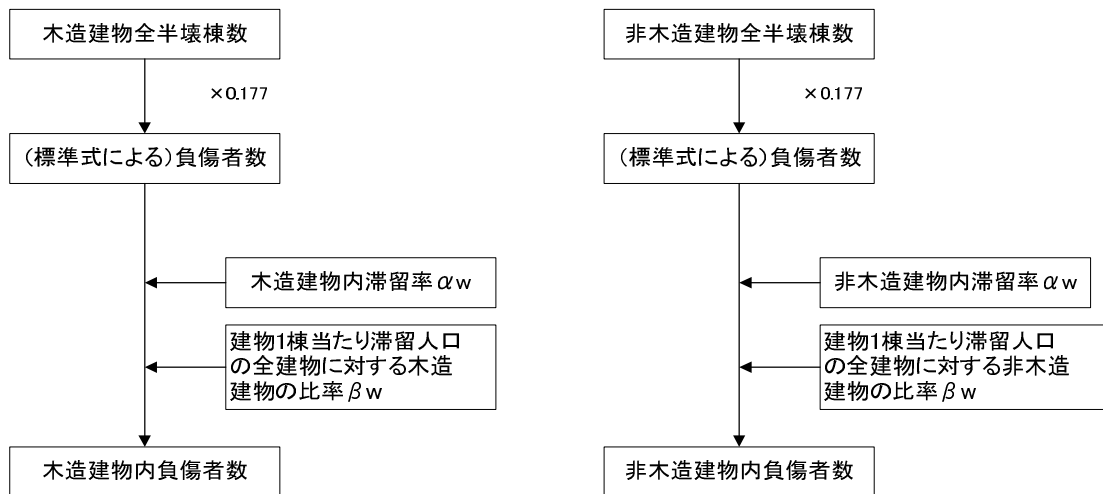 木造建物全半壊棟数
×0.177
(標準式による)負傷者数
木造建物内滞留率αw
建物1棟当たり滞留人口
の全建物に対する木造
建物の比率βw
木造建物内負傷者数
非木造建物全半壊棟数
×0.177
(標準式による)負傷者数
非木造建物内滞留率αw
建物1棟当たり滞留人口
の全建物に対する非木造
建物の比率βw
非木造建物内負傷者数